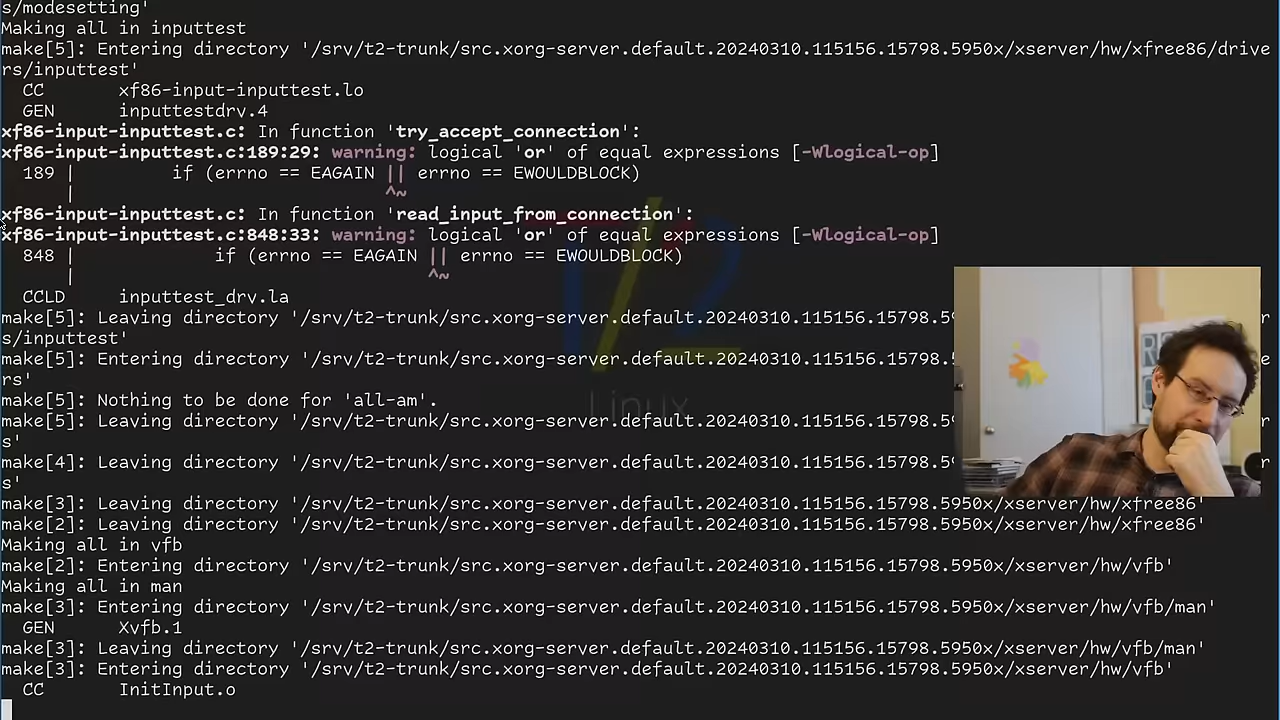 s/modesetting'
Making all in inputtest
make[5]: Entering directory '/srv/t2-trunk/src.xorg-server.default.20240310.115156.15798.5950x/xserver/hw/xfree86/drive
rs/inputtest'
  CC       xf86-input-inputtest.lo
  GEN      inputtestdrv.4
xf86-input-inputtest.c: In function 'try_accept_connection':
xf86-input-inputtest.c:189:29: warning: logical 'or' of equal expressions [-Wlogical-op]
  189 |         if (errno == EAGAIN || errno == EWOULDBLOCK)
      |                             ^~
xf86-input-inputtest.c: In function 'read_input_from_connection':
xf86-input-inputtest.c:848:33: warning: logical 'or' of equal expressions [-Wlogical-op]
  848 |             if (errno == EAGAIN || errno == EWOULDBLOCK)
      |                                 ^~
  CCLD     inputtest_drv.la
make[5]: Leaving directory '/srv/t2-trunk/src.xorg-server.default.20240310.115156.15798.5
s/inputtest'
make[5]: Entering directory '/srv/t2-trunk/src.xorg-server.default.20240310.115156.15798.
rs'
make[5]: Nothing to be done for 'all-am'.
make[5]: Leaving directory '/srv/t2-trunk/src.xorg-server.default.20240310.115156.15798.5
s'
make[4]: Leaving directory '/srv/t2-trunk/src.xorg-server.default.20240310.115156.15798.5
s'
make[3]: Leaving directory '/srv/t2-trunk/src.xorg-server.default.20240310.115156.15798.5950x/xserver/hw/xfree86'
make[2]: Leaving directory '/srv/t2-trunk/src.xorg-server.default.20240310.115156.15798.5950x/xserver/hw/xfree86'
Making all in vfb
make[2]: Entering directory '/srv/t2-trunk/src.xorg-server.default.20240310.115156.15798.5950x/xserver/hw/vfb'
Making all in man
make[3]: Entering directory '/srv/t2-trunk/src.xorg-server.default.20240310.115156.15798.5950x/xserver/hw/vfb/man'
  GEN      Xvfb.1
make[3]: Leaving directory '/srv/t2-trunk/src.xorg-server.default.20240310.115156.15798.5950x/xserver/hw/vfb/man'
make[3]: Entering directory '/srv/t2-trunk/src.xorg-server.default.20240310.115156.15798.5950x/xserver/hw/vfb'
  CC       InitInput.o
T/2
Linux